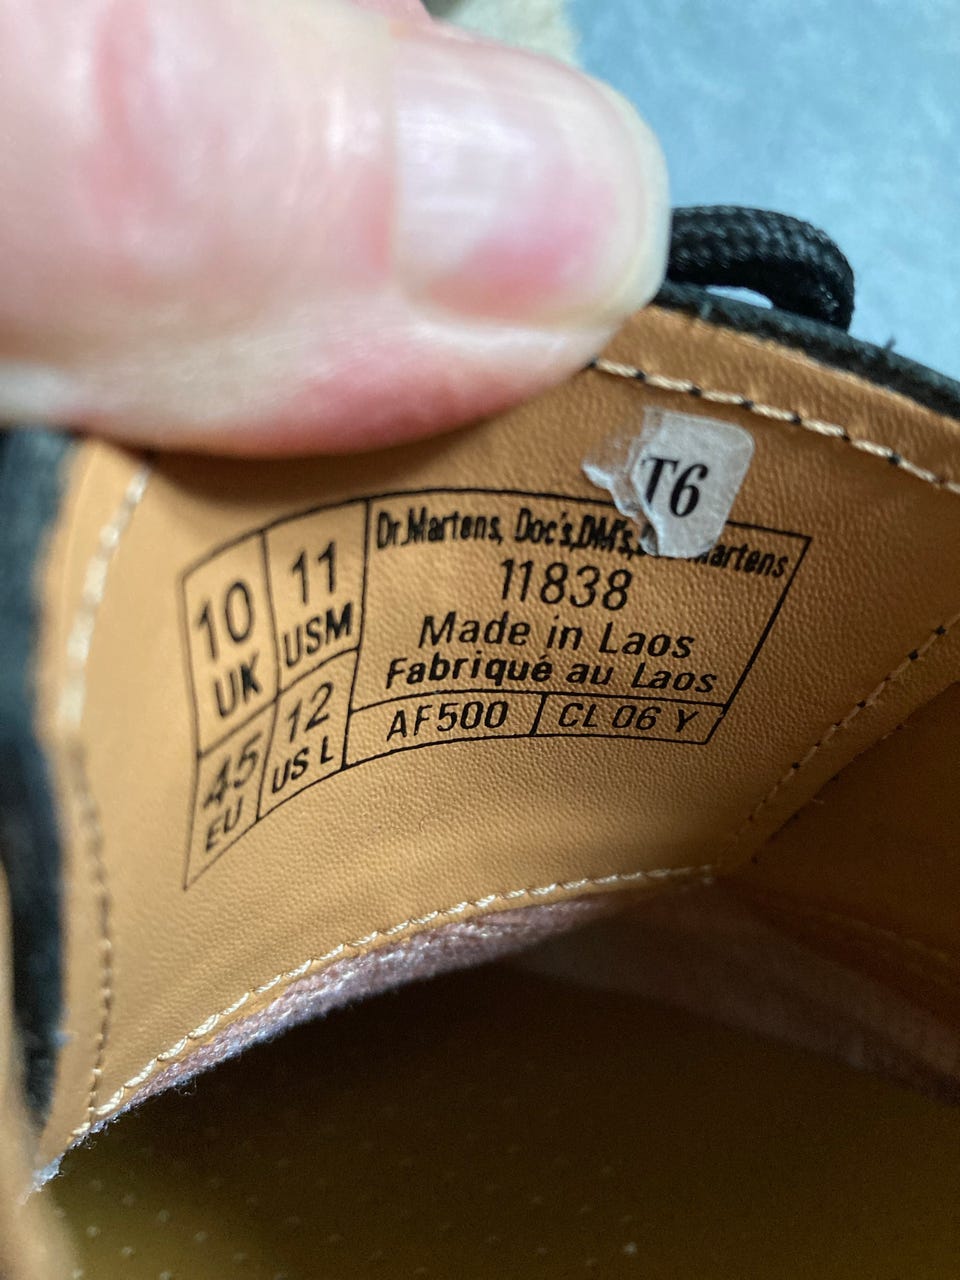 T6
10
UK
11
USM
45
EU
12
US L
Dr.Martens, Doc's,DM's, Martens
11838
Made in Laos
Fabriqué au Laos
AF500
CL 06 Y